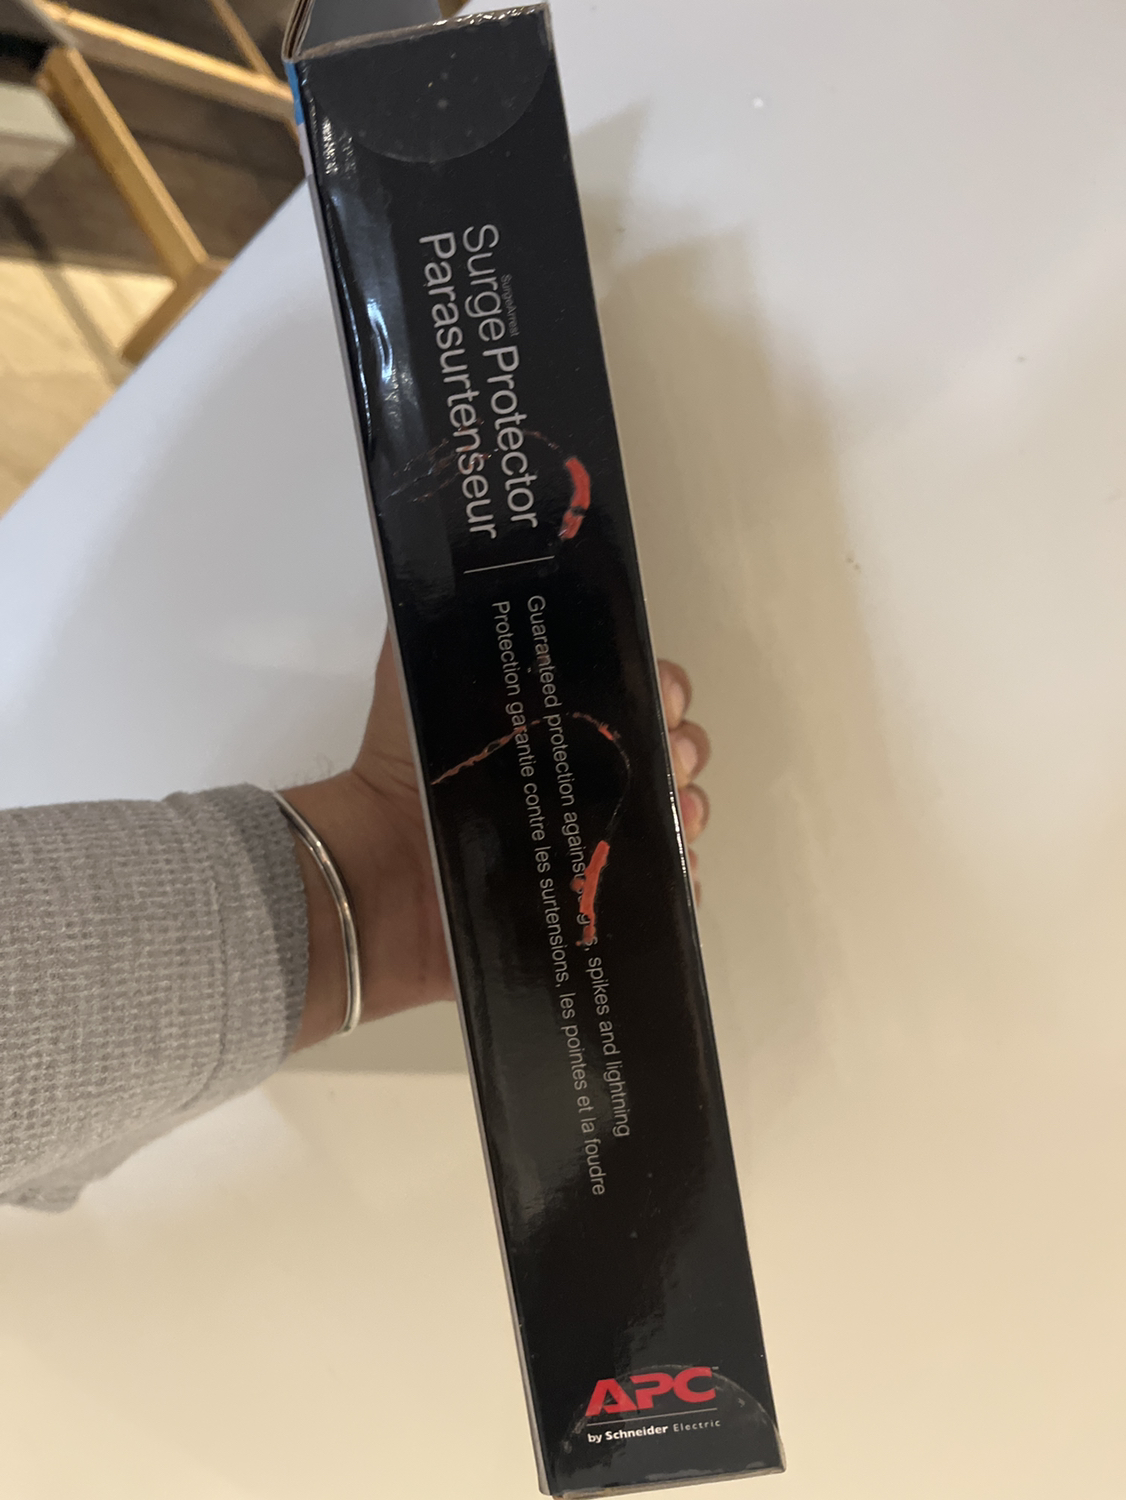 SurgeArrest
Surge Protector
Parasurtenseur
Guaranteed protection against , spikes and lightning
Protection garantie contre les surtensions, les pointes et la foudre
APC™
by Schneider Electric